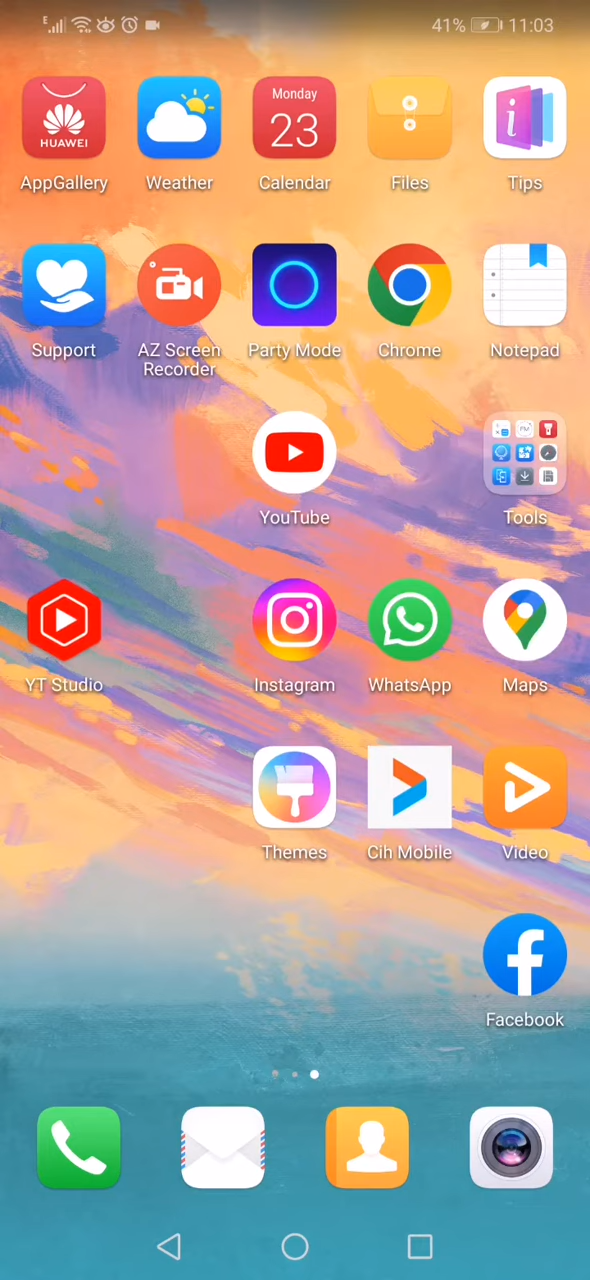 E 41% 11:03
HUAWEI
Monday
23
AppGallery Weather Calendar Files Tips
Support AZ Screen Recorder Party Mode Chrome Notepad
YouTube Tools
YT Studio Instagram WhatsApp Maps
Themes Cih Mobile Video
Facebook